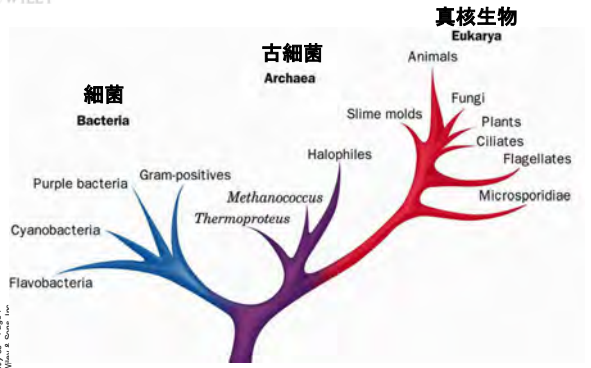 細菌
Bacteria
古細菌
Archaea
真核生物
Eukarya
Flavobacteria
Cyanobacteria
Purple bacteria
Gram-positives
Thermoproteus
Methanococcus
Halophiles
Slime molds
Animals
Fungi
Plants
Ciliates
Flagellates
Microsporidiae